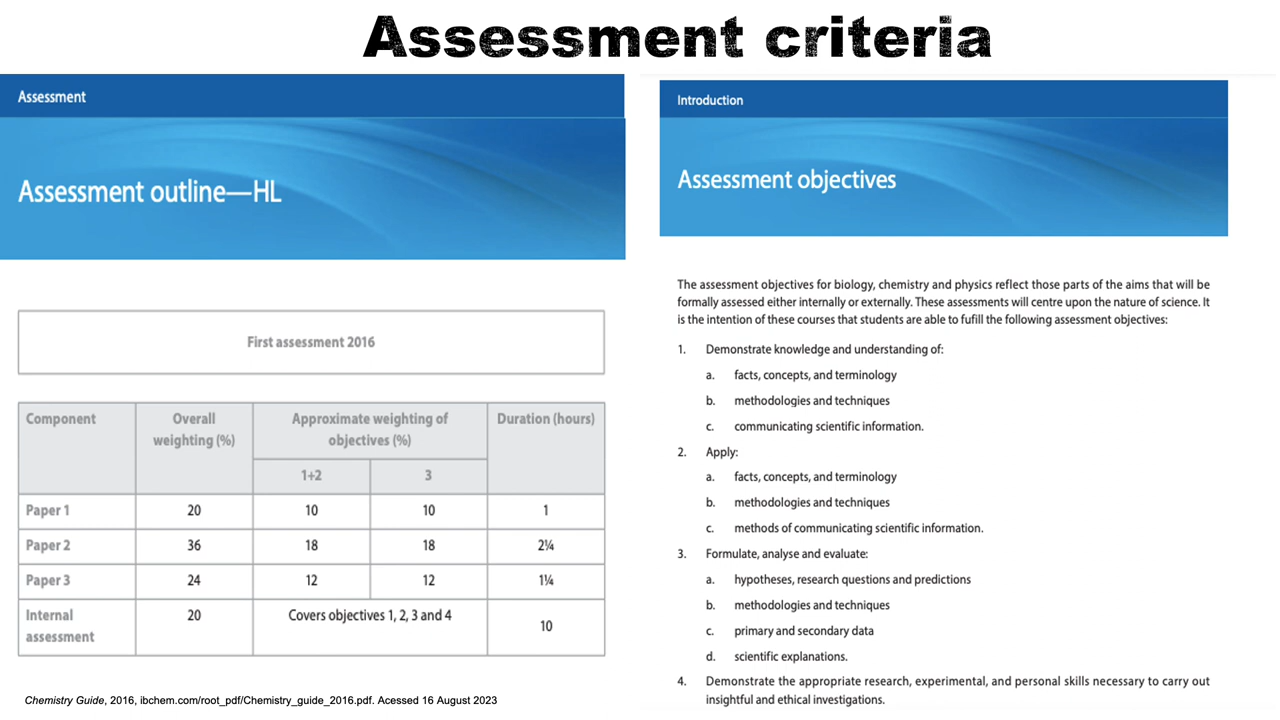 Assessment criteria
Assessment
Assessment outline—HL
First assessment 2016
Component
Overall
weighting (%)
Approximate weighting of
objectives (%)
Duration (hours)
1+2
3
Paper 1
20
10
10
1
Paper 2
36
18
18
2¼
Paper 3
24
12
12
1¼
Internal
assessment
20
Covers objectives 1, 2, 3 and 4
10
Chemistry Guide, 2016, ibchem.com/root_pdf/Chemistry_guide_2016.pdf. Acessed 16 August 2023
Introduction
Assessment objectives
The assessment objectives for biology, chemistry and physics reflect those parts of the aims that will be
formally assessed either internally or externally. These assessments will centre upon the nature of science. It
is the intention of these courses that students are able to fufill the following assessment objectives:
1. Demonstrate knowledge and understanding of:
a. facts, concepts, and terminology
b. methodologies and techniques
c. communicating scientific information.
2. Apply:
a. facts, concepts, and terminology
b. methodologies and techniques
c. methods of communicating scientific information.
3. Formulate, analyse and evaluate:
a. hypotheses, research questions and predictions
b. methodologies and techniques
c. primary and secondary data
d. scientific explanations.
4. Demonstrate the appropriate research, experimental, and personal skills necessary to carry out
insightful and ethical investigations.